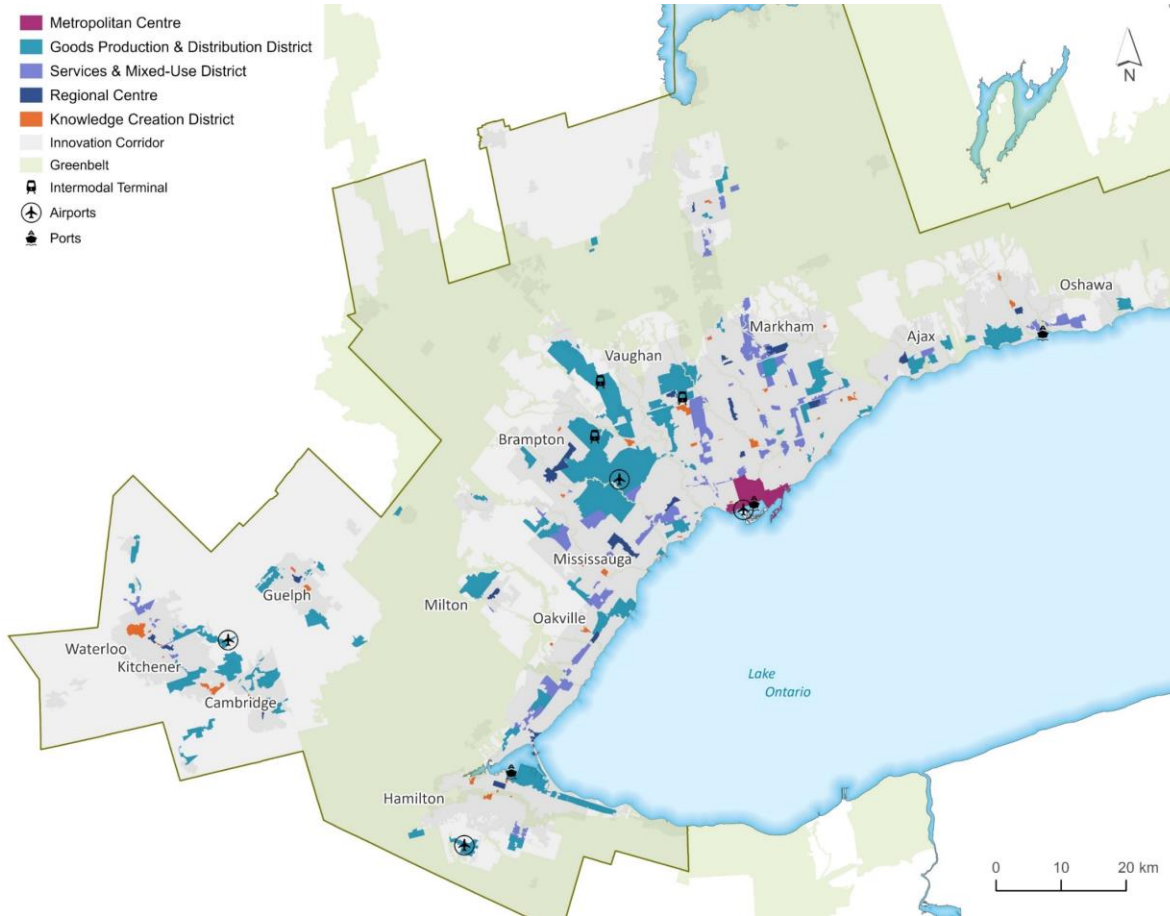 Metropolitan Centre
Goods Production & Distribution District
Services & Mixed-Use District
Regional Centre
Knowledge Creation District
Innovation Corridor
Greenbelt
Intermodal Terminal
Airports
Ports
N
Oshawa
Markham
Ajax
Vaughan
Brampton
Mississauga
Guelph
Milton
Oakville
Waterloo
Kitchener
Cambridge
Lake
Ontario
Hamilton
0 10 20 km